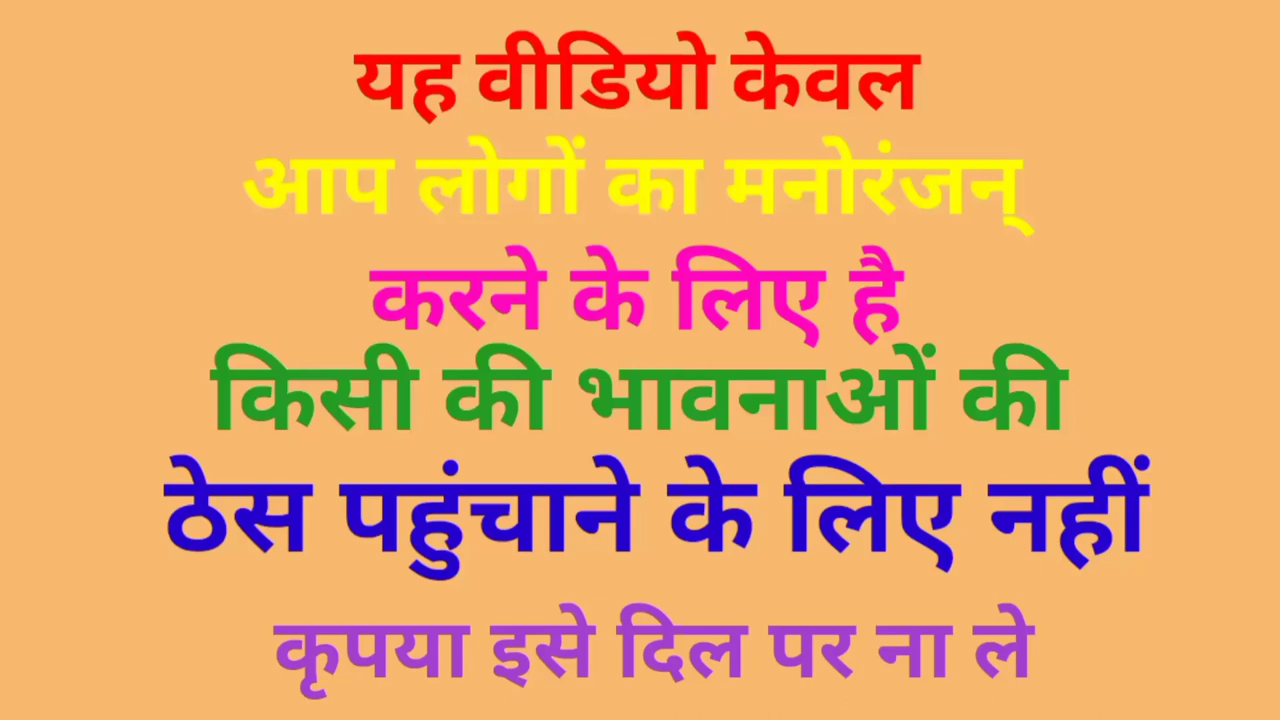 यह वीडियो केवल
आप लोगों का मनोरंजन्
करने के लिए है
किसी की भावनाओं की
ठेस पहुंचाने के लिए नहीं
कृपया इसे दिल पर ना ले